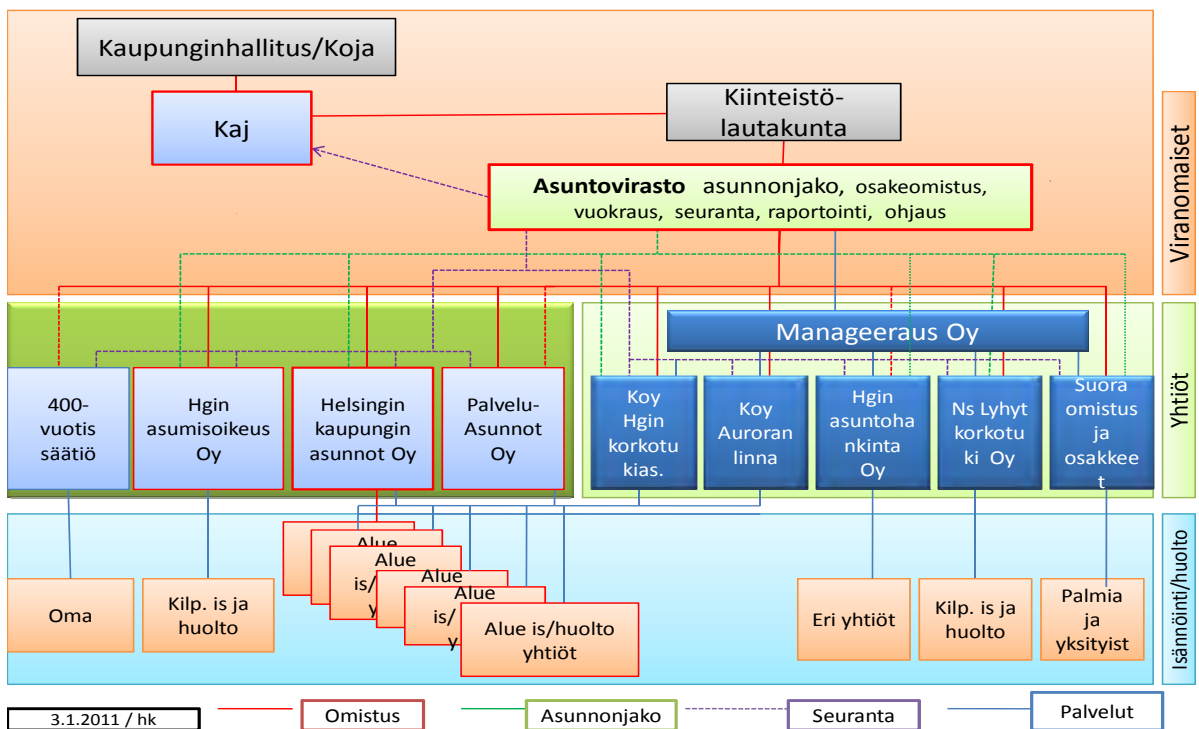 Kaupunginhallitus/Koja
Kaj
Kiinteistö-
lautakunta
Asuntovirasto asunnonjako, osakeomistus,
vuokraus, seuranta, raportointi, ohjaus
Viranomaiset
Manageeraus Oy
400-
vuotis
säätiö
Hgin
asumisoikeus
Oy
Helsingin
kaupungin
asunnot Oy
Palvelu-
Asunnot
Oy
Koy
Hgin
korkotu
kias.
Koy
Auroran
linna
Hgin
asuntoha
nkinta
Oy
Ns Lyhyt
korkotu
ki Oy
Suora
omistus
ja
osakkee
t
Yhtiöt
Oma
Kilp. is ja
huolto
Alue
Alue
is/
y
Alue
Alue
is/
y
Alue is/huolto
yhtiöt
Eri yhtiöt
Kilp. is ja
huolto
Palmia
ja
yksityist
Isännöinti/huolto
3.1.2011 / hk
Omistus
Asunnonjako
Seuranta
Palvelut